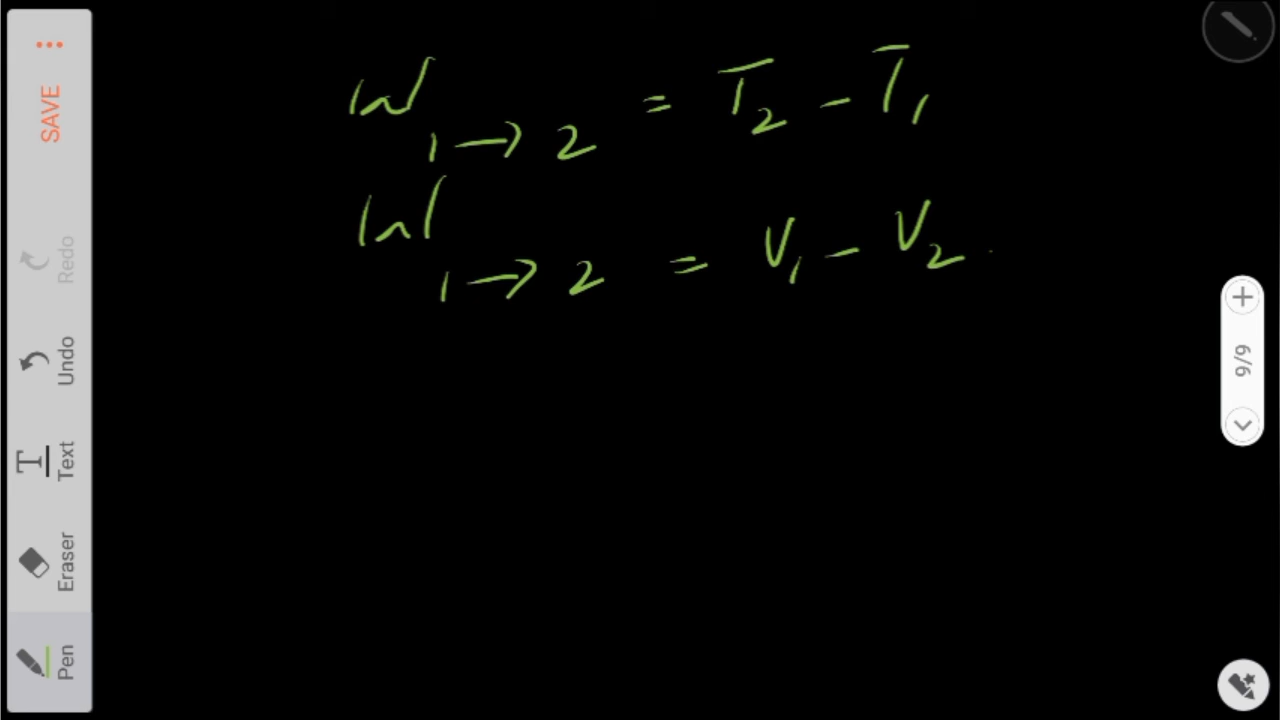 W₁→₂ = T₂ – T₁
W₁→₂ = V₁ – V₂
SAVE
Redo
Undo
Text
Eraser
Pen
9/9